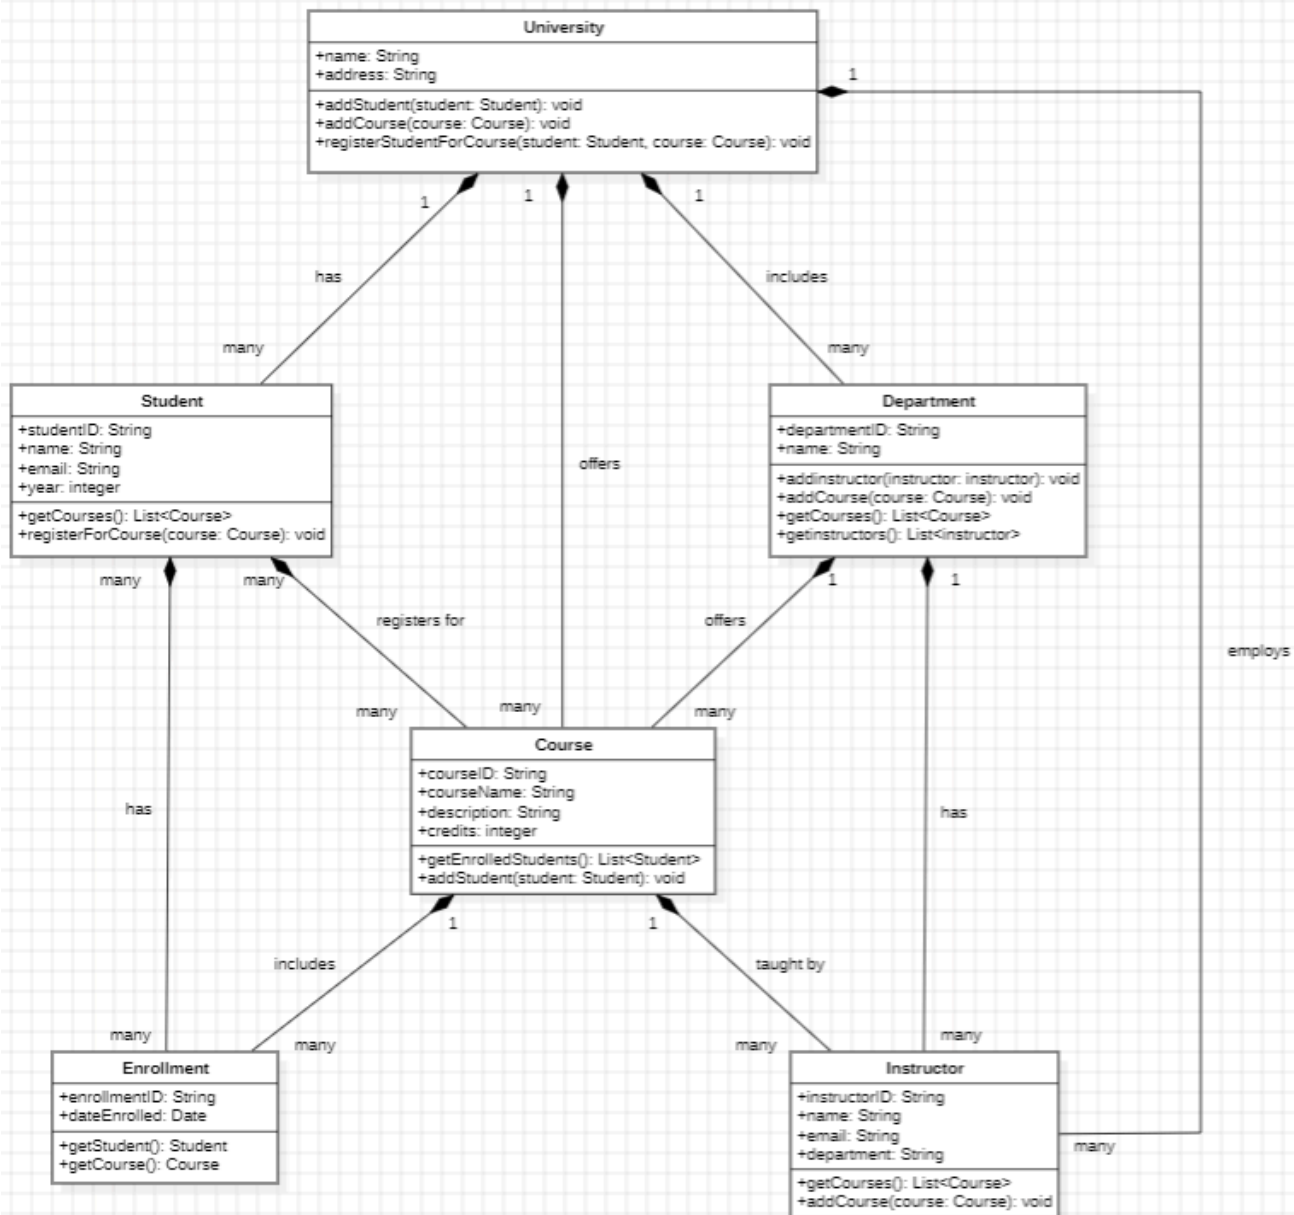 University
+name: String
+address: String
+addStudent(student: Student): void
+addCourse(course: Course): void
+registerStudentForCourse(student: Student, course: Course): void
1
1
1
1
has
includes
many
many
Student
+studentID: String
+name: String
+email: String
+year: integer
+getCourses(): List<Course>
+registerForCourse(course: Course): void
offers
Department
+departmentID: String
+name: String
+addinstructor(instructor: instructor): void
+addCourse(course: Course): void
+getCourses(): List<Course>
+getinstructors(): List<instructor>
many
many
1
1
registers for
offers
employs
many
many
many
Course
+courseID: String
+courseName: String
+description: String
+credits: integer
+getEnrolledStudents(): List<Student>
+addStudent(student: Student): void
has
has
1
1
includes
taught by
many
many
many
many
Enrollment
+enrollmentID: String
+dateEnrolled: Date
+getStudent(): Student
+getCourse(): Course
Instructor
+instructorID: String
+name: String
+email: String
+department: String
+getCourses(): List<Course>
+addCourse(course: Course): void
many